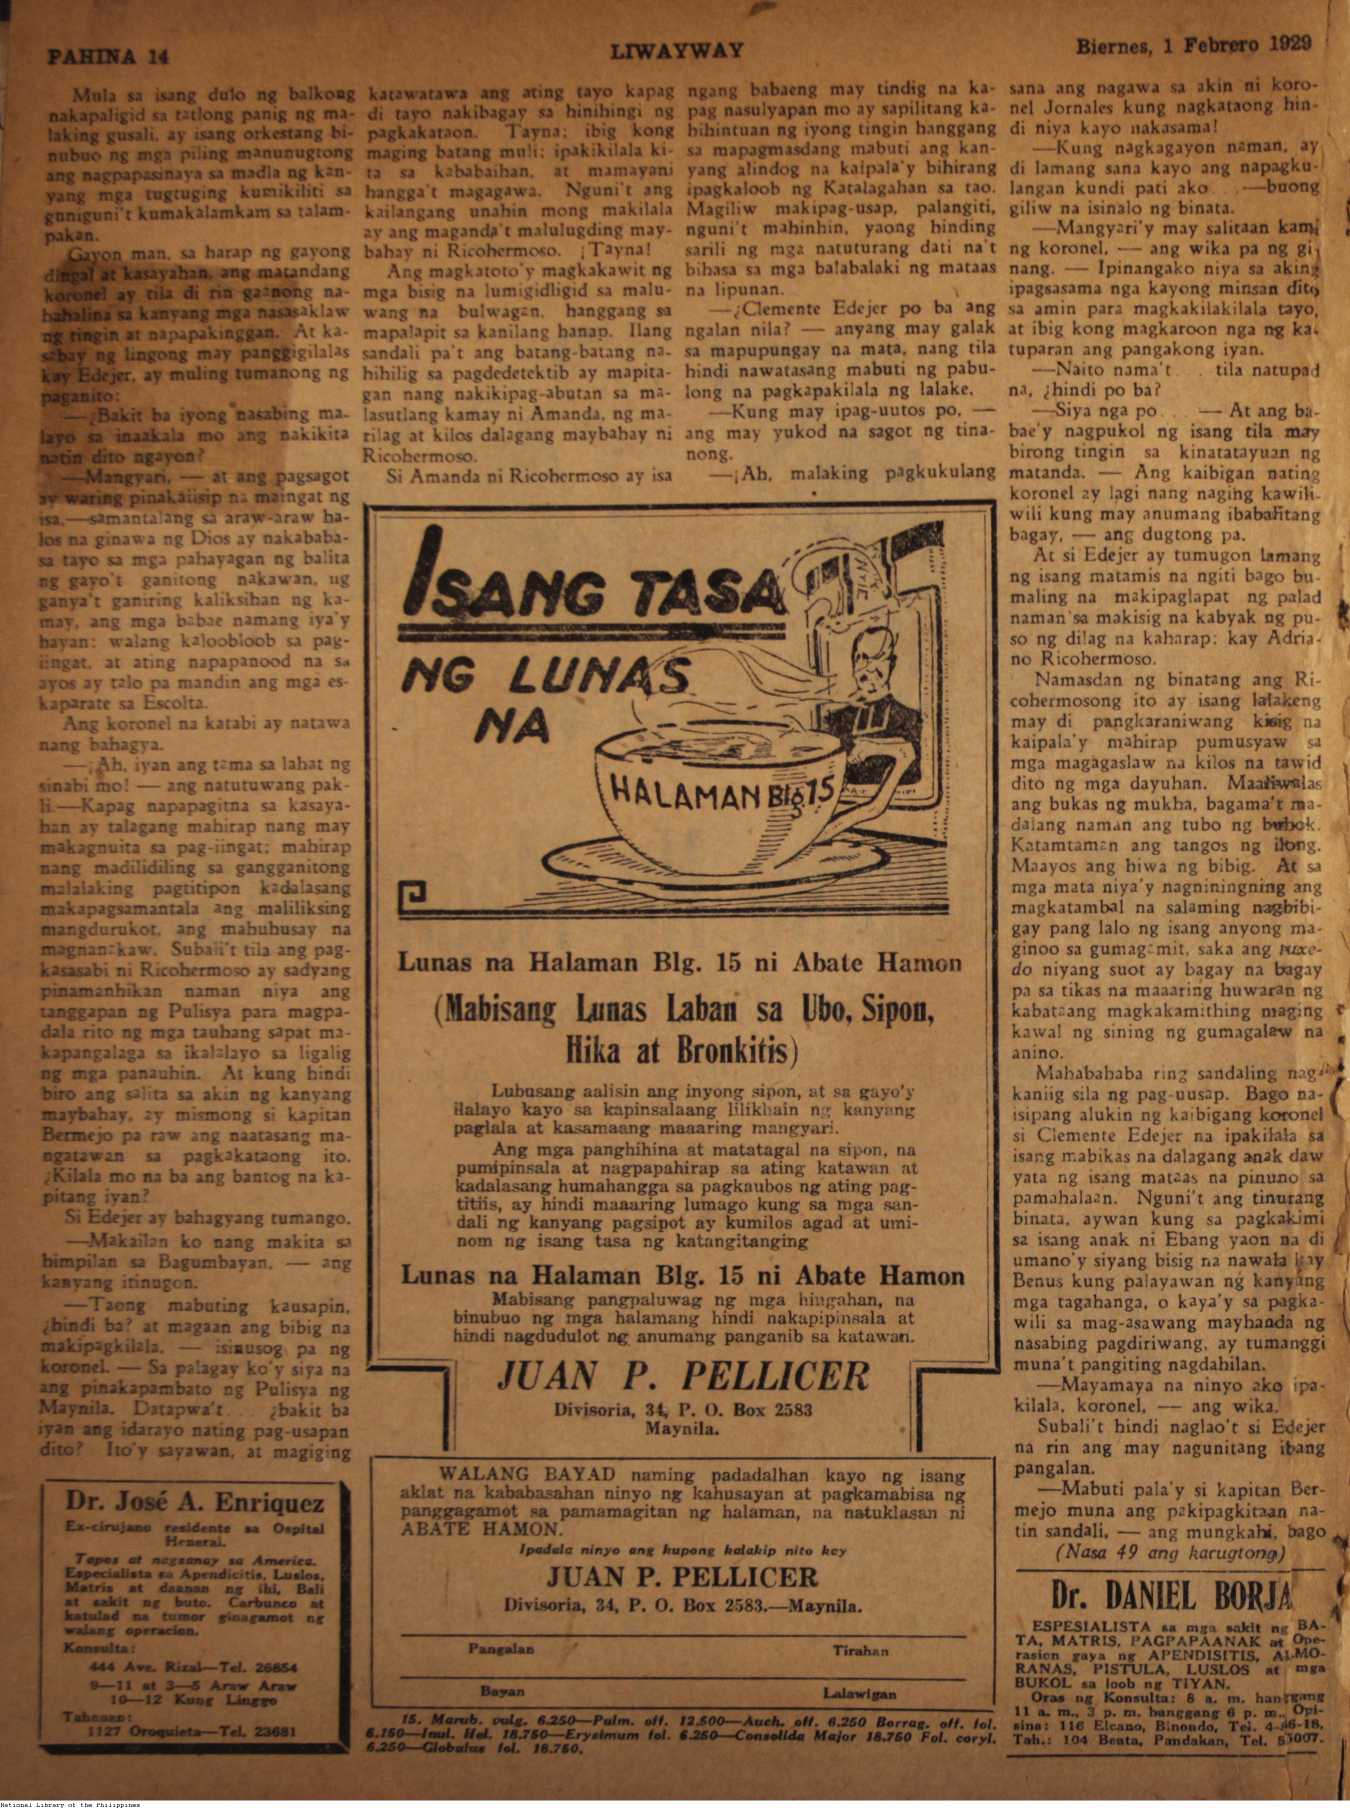 PAHINA 14
LIWAYWAY
Biernes, 1 Febrero 1929
Mula sa isang dulo ng balkong
nakapaligid sa tatlong panig ng ma-
laking gusali, ay isang orkestang bi-
nubuo ng mga piling manunugtong
ang nagpapasinaya sa madla ng kan-
yang mga tugtuging kumikiliti sa
guniguni't kumakalamkam sa talam-
pakan.
Gayon man, sa harap ng gayong
dingal at kasayahan, ang matandang
koronel ay tila di rin gaanong na-
babalina sa kanyang mga nasasaklaw
ng tingin at napapakinggan. At ka-
sabay ng lingong may panggigilalas
kay Edejer, ay muling tumanong ng
paganito:
—¿Bakit ba iyong nasabing ma-
layo sa inaakala mo ang nakikita
natin dito ngayon?
—Mangyari, — at ang pagsagot
ay waring pinakaiisip na maingat ng
isa,—samantalang sa araw-araw ha-
los na ginawa ng Dios ay nakababa-
sa tayo sa mga pahayagan ng balita
ng gayo't ganitong nakawan, ug
ganya't ganiring kaliksihan ng ka-
may, ang mga babae namang iya'y
hayan: walang kaloobloob sa pag-
iingat, at ating napapanood na sa
ayos ay talo pa mandin ang mga es-
kaparate sa Escolta.
Ang koronel na katabi ay natawa
nang bahagya.
—¡Ah, iyan ang tama sa lahat ng
sinabi mo! — ang natutuwang pak-
li.—Kapag napapagitna sa kasaya-
han ay talagang mahirap nang may
makagnuita sa pag-iingat; mahirap
nang madilidiling sa gangganitong
malalaking pagtitipon kadalasang
makapagsamantala ang maliliksing
mangdurukot, ang mabubusay na
magnanakaw. Subali't tila ang pag-
kasasabi ni Ricohermoso ay sadyang
pinamanhikan naman niya ang
tanggapan ng Pulisya para magpa-
dala rito ng mga tauhang sapat ma-
kapangalaga sa ikalalayo sa ligalig
ng mga panauhin. At kung hindi
biro ang salita sa akin ng kanyang
maybahay, ay mismong si kapitan
Bermejo pa raw ang naatasang ma-
ngatawan sa pagkakataong ito.
¿Kilala mo na ba ang bantog na ka-
pitang iyan?
Si Edejer ay bahagyang tumango.
—Makailan ko nang makita sa
himpilan sa Bagumbayan, — ang
kanyang itinugon.
—Taong mabuting kausapin,
¿hindi ba? at magaan ang bibig na
makipagkilala, — isinusog pa ng
koronel. — Sa palagay ko'y siya na
ang pinakapambato ng Pulisya ng
Maynila. Datapwa't... ¿bakit ba
iyan ang idarayo nating pag-usapan
dito? Ito'y sayawan, at magiging
katawatawa ang ating tayo kapag
di tayo nakibagay sa hinihingi ng
pagkakataon. Tayna; ibig kong
maging batang muli; ipakikilala ki-
ta sa kababaihan, at mamayani
hangga't magagawa. Nguni't ang
kailangang unahin mong makilala
ay ang maganda't malulugding may-
bahay ni Ricohermoso. ¡Tayna!
Ang magkatoto'y magkakawit ng
mga bisig na lumigidligid sa malu-
wang na bulwagan, hanggang sa
mapalapit sa kanilang hanap. Ilang
sandali pa't ang batang-batang na-
hihilig sa pagdedetektib ay mapita-
gan nang nakikipag-abutan sa ma-
lasutlang kamay ni Amanda, ng ma-
rilag at kilos dalagang maybahay ni
Ricohermoso.
Si Amanda ni Ricohermoso ay isa
ngang babaeng may tindig na ka-
pag nasulyapan mo ay sapilitang ka-
hihintuan ng iyong tingin hanggang
sa mapagmasdang mabuti ang kan-
yang alindog na kaipala'y bihirang
ipagkaloob ng Katalagahan sa tao.
Magiliw makipag-usap, palangiti,
nguni't mahinhin, yaong hinding
sarili ng mga natuturang dati na't
bihasa sa mga balabalaki ng mataas
na lipunan.
—¿Clemente Edejer po ba ang
ngalan nila? — anyang may galak
sa mapupungay na mata, nang tila
hindi nawatasang mabuti ng pabu-
long na pagkapakilala ng lalake.
—Kung may ipag-uutos po, —
ang may yukod na sagot ng tina-
nong.
—¡Ah, malaking pagkukulang
sana ang nagawa sa akin ni koro-
nel Jornales kung nagkataong hin-
di niya kayo nakasama!
—Kung nagkagayon naman, ay
di lamang sana kayo ang napagku-
langan kundi pati ako...,—buong
giliw na isinalo ng binata.
—Mangyari'y may salitaan kami
ng koronel, — ang wika pa ng gi-
nang. — Ipinangako niya sa aking
ipagsasama nga kayong minsan dito
sa amin para magkakilakilala tayo,
at ibig kong magkaroon nga ng ka-
tuparan ang pangakong iyan.
—Naito nama't... tila natupad
na, ¿hindi po ba?
—Siya nga po... — At ang ba-
bae'y nagpukol ng isang tila may
birong tingin sa kinatatayuan ng
matanda. — Ang kaibigan nating
koronel ay lagi nang naging kawili-
wili kung may anumang ibabalitang
bagay, — ang dugtong pa.
At si Edejer ay tumugon lamang
ng isang matamis na ngiti bago bu-
maling na makipaglapat ng palad
naman sa makisig na kabyak ng pu-
so ng dilag na kaharap: kay Adria-
no Ricohermoso.
Namasdan ng binatang ang Ri-
cohermosong ito ay isang lalakeng
may di pangkaraniwang kisig na
kaipala'y mahirap pumusyaw sa
mga magagaslaw na kilos na tawid
dito ng mga dayuhan. Maaliwalas
ang bukas ng mukha, bagama't ma-
dalang naman ang tubo ng buhok.
Katamtaman ang tangos ng ilong.
Maayos ang hiwa ng bibig. At sa
mga mata niya'y nagniningning ang
magkatambal na salaming nagbibi-
gay pang lalo ng isang anyong ma-
ginoo sa gumagamit, saka ang tuxe-
do niyang suot ay bagay na bagay
pa sa tikas na maaaring huwaran ng
kabataang magkakamithing maging
kawal ng sining ng gumagalaw na
anino.
Mahabahaba ring sandaling nag-
kaniig sila ng pag-uusap. Bago na-
isipang alukin ng kaibigang koronel
si Clemente Edejer na ipakilala sa
isang mabikas na dalagang anak daw
yata ng isang mataas na pinuno sa
pamahalaan. Nguni't ang tinurang
binata, aywan kung sa pagkakimi
sa isang anak ni Ebang yaon na di
umano'y siyang bisig na nawala kay
Benus kung palayawan ng kanyang
mga tagahanga, o kaya'y sa pagka-
wili sa mag-asawang mayhanda ng
nasabing pagdiriwang, ay tumanggi
muna't pangiting nagdahilan.
—Mayamaya na ninyo ako ipa-
kilala, koronel, — ang wika.
Subali't hindi naglao't si Edejer
na rin ang may nagunitang ibang
pangalan.
—Mabuti pala'y si kapitan Ber-
mejo muna ang pakipagkitaan na-
tin sandali, — ang mungkahi, bago
(Nasa 49 ang karugtong)
ISANG TASA
NG LUNAS
NA
HALAMAN Blg 15
Lunas na Halaman Blg. 15 ni Abate Hamon
(Mabisang Lunas Laban sa Ubo, Sipon,
Hika at Bronkitis)
Lubusang aalisin ang inyong sipon, at sa gayo'y
ilalayo kayo sa kapinsalaang lilikhain ng kanyang
paglala at kasamaang maaaring mangyari.
Ang mga panghihina at matatagal na sipon, na
pumipinsala at nagpapahirap sa ating katawan at
kadalasang humahangga sa pagkaubos ng ating pag-
titiis, ay hindi maaaring lumago kung sa mga san-
dali ng kanyang pagsipot ay kumilos agad at umi-
nom ng isang tasa ng katangitanging
Lunas na Halaman Blg. 15 ni Abate Hamon
Mabisang pangpaluwag ng mga hingahan, na
binubuo ng mga halamang hindi nakapipinsala at
hindi nagdudulot ng anumang panganib sa katawan.
JUAN P. PELLICER
Divisoria, 34, P. O. Box 2583
Maynila.
WALANG BAYAD naming padadalhan kayo ng isang
aklat na kababasahan ninyo ng kahusayan at pagkamabisa ng
panggagamot sa pamamagitan ng halaman, na natuklasan ni
ABATE HAMON.
Ipadala ninyo ang kupong kalakip nito kay
JUAN P. PELLICER
Divisoria, 34, P. O. Box 2583.—Maynila.
Pangalan Tirahan
Bayan Lalawigan
15. Marub. vulg. 6.250—Pulm. off. 12.500—Auch. off. 6.250 Borrag. off. fol.
6.150—Inul. Hel. 18.750—Erysimum fol. 6.250—Consolida Major 18.750 Fol. coryl.
6.250—Globulus fol. 18.750.
Dr. José A. Enriquez
Ex-cirujano residente sa Ospital
Heneral.
Tapos at nagsanay sa America.
Especialista sa Apendicitis, Luslos,
Matris at daanan ng ihi, Bali
at sakit ng buto. Carbunco at
katulad na tumor ginagamot ng
walang operacion.
Konsulta:
444 Ave. Rizal—Tel. 26854
9—11 at 3—5 Araw Araw
10—12 Kung Linggo
Tahanan:
1127 Oroquieta—Tel. 23681
Dr. DANIEL BORJA
ESPESIALISTA sa mga sakit ng BA-
TA, MATRIS, PAGPAPAANAK at Ope-
rasion gaya ng APENDISITIS, ALMO-
RANAS, PISTULA, LUSLOS at mga
BUKOL sa loob ng TIYAN.
Oras ng Konsulta: 8 a. m. hanggang
11 a. m., 3 p. m. hanggang 6 p. m., Opi-
sina: 116 Elcano, Binondo, Tel.
Tah.: 104 Beata, Pandakan, Tel.
National Library of the Philippines